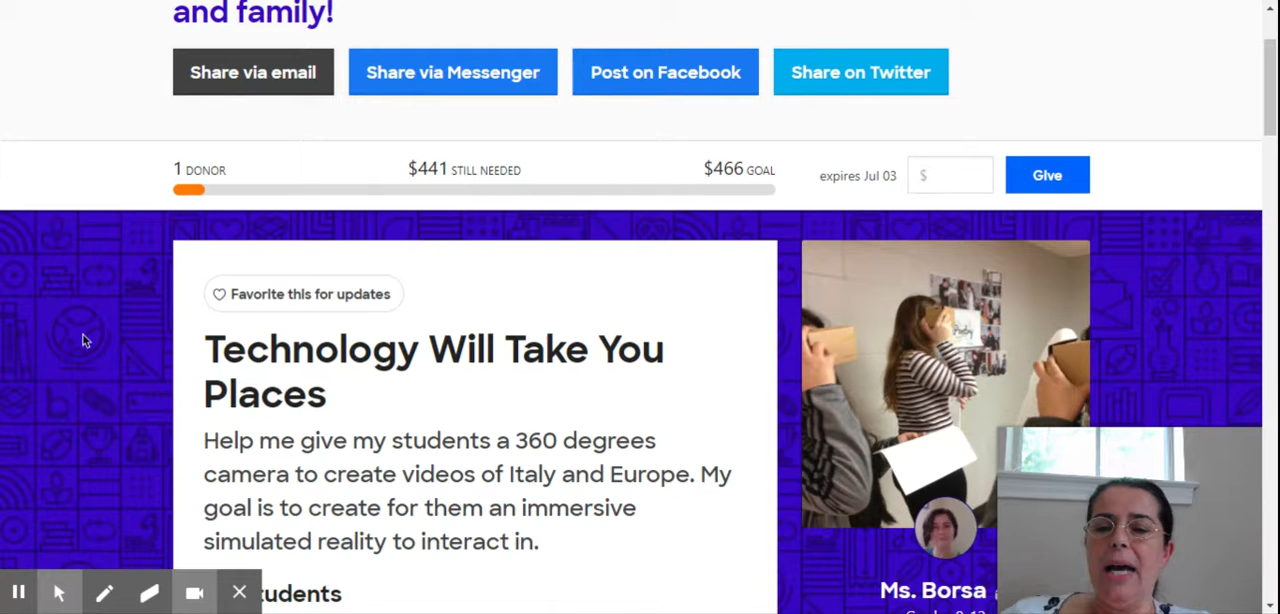 and family!
Share via email Share via Messenger Post on Facebook Share on Twitter
1 DONOR $441 STILL NEEDED $466 GOAL expires Jul 03 $ Give
Favorite this for updates
Technology Will Take You
Places
Help me give my students a 360 degrees
camera to create videos of Italy and Europe. My
goal is to create for them an immersive
simulated reality to interact in.
tudents
Ms. Borsa